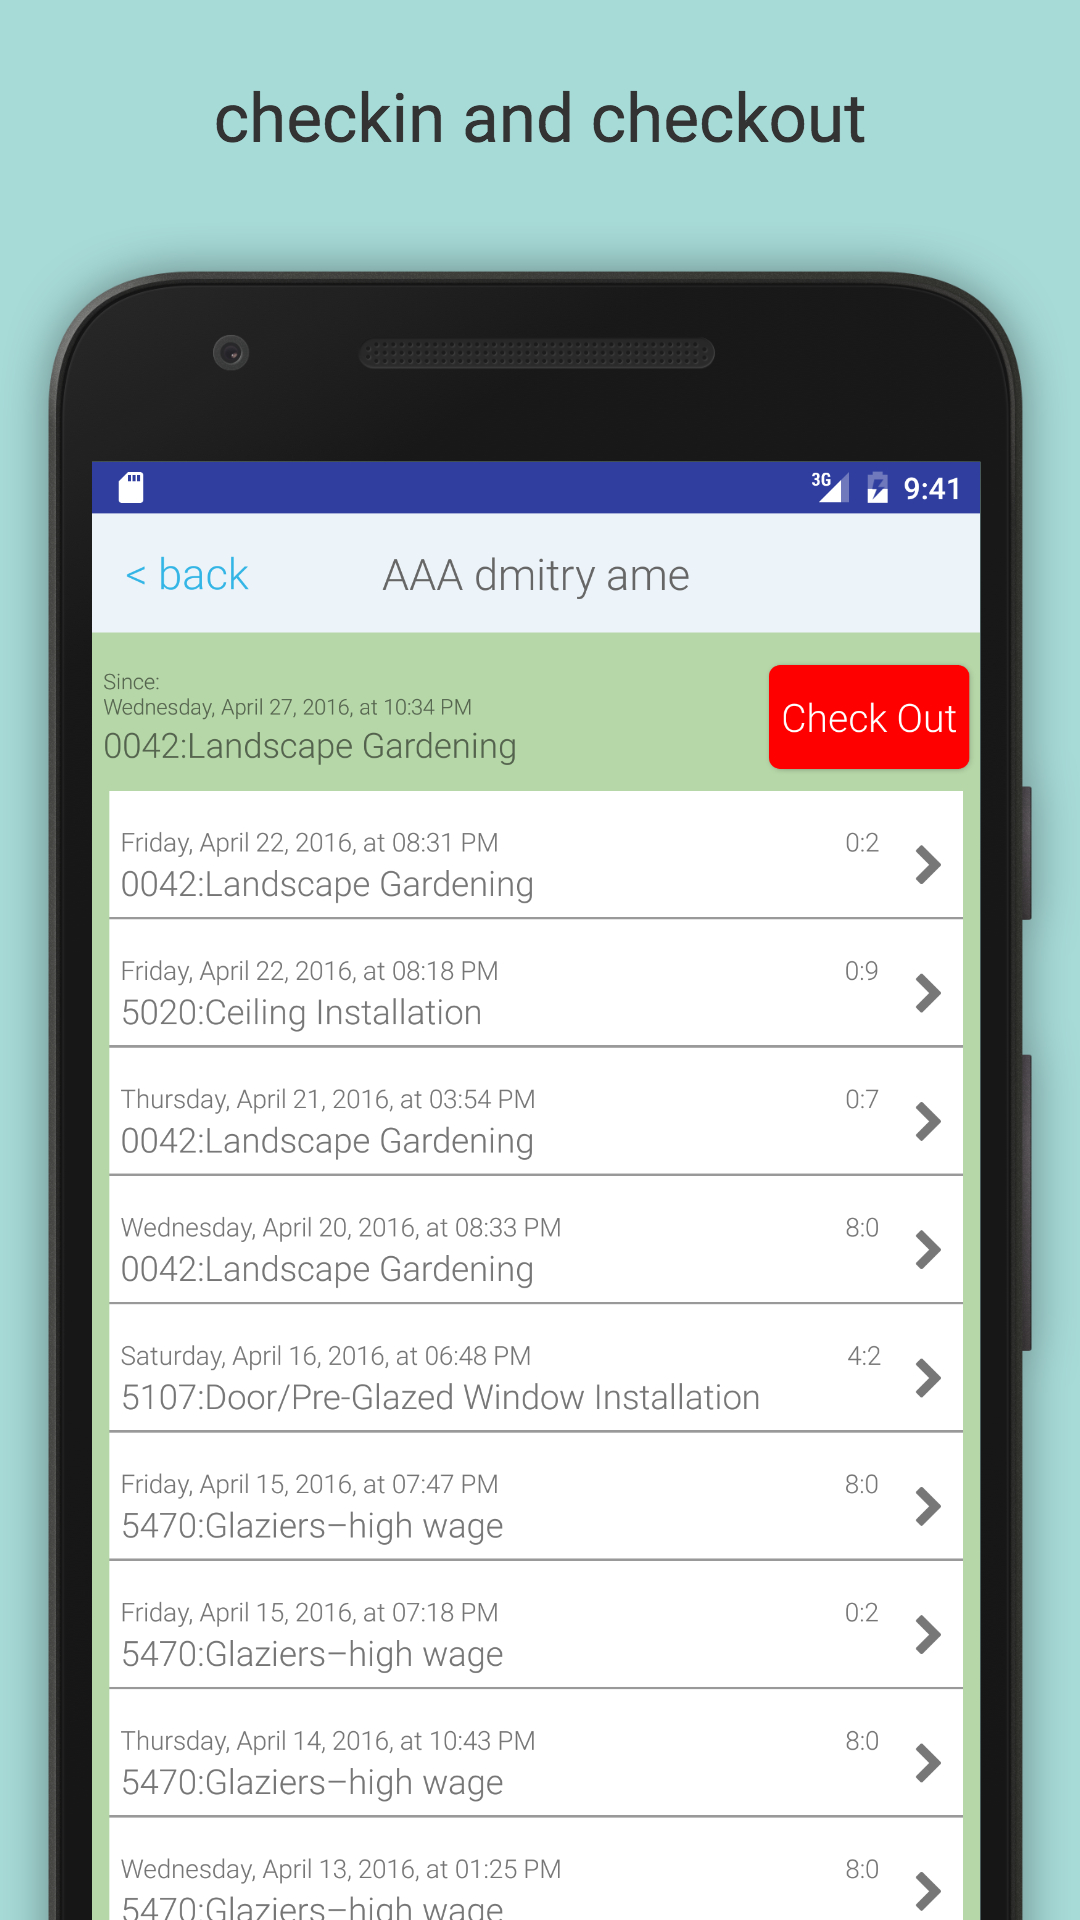 checkin and checkout
3G 9:41
< back AAA dmitry ame
Since:
Wednesday, April 27, 2016, at 10:34 PM
0042:Landscape Gardening
Check Out
Friday, April 22, 2016, at 08:31 PM 0:2
0042:Landscape Gardening
Friday, April 22, 2016, at 08:18 PM 0:9
5020:Ceiling Installation
Thursday, April 21, 2016, at 03:54 PM 0:7
0042:Landscape Gardening
Wednesday, April 20, 2016, at 08:33 PM 8:0
0042:Landscape Gardening
Saturday, April 16, 2016, at 06:48 PM 4:2
5107:Door/Pre-Glazed Window Installation
Friday, April 15, 2016, at 07:47 PM 8:0
5470:Glaziers–high wage
Friday, April 15, 2016, at 07:18 PM 0:2
5470:Glaziers–high wage
Thursday, April 14, 2016, at 10:43 PM 8:0
5470:Glaziers–high wage
Wednesday, April 13, 2016, at 01:25 PM 8:0
5470:Glaziers–high wage